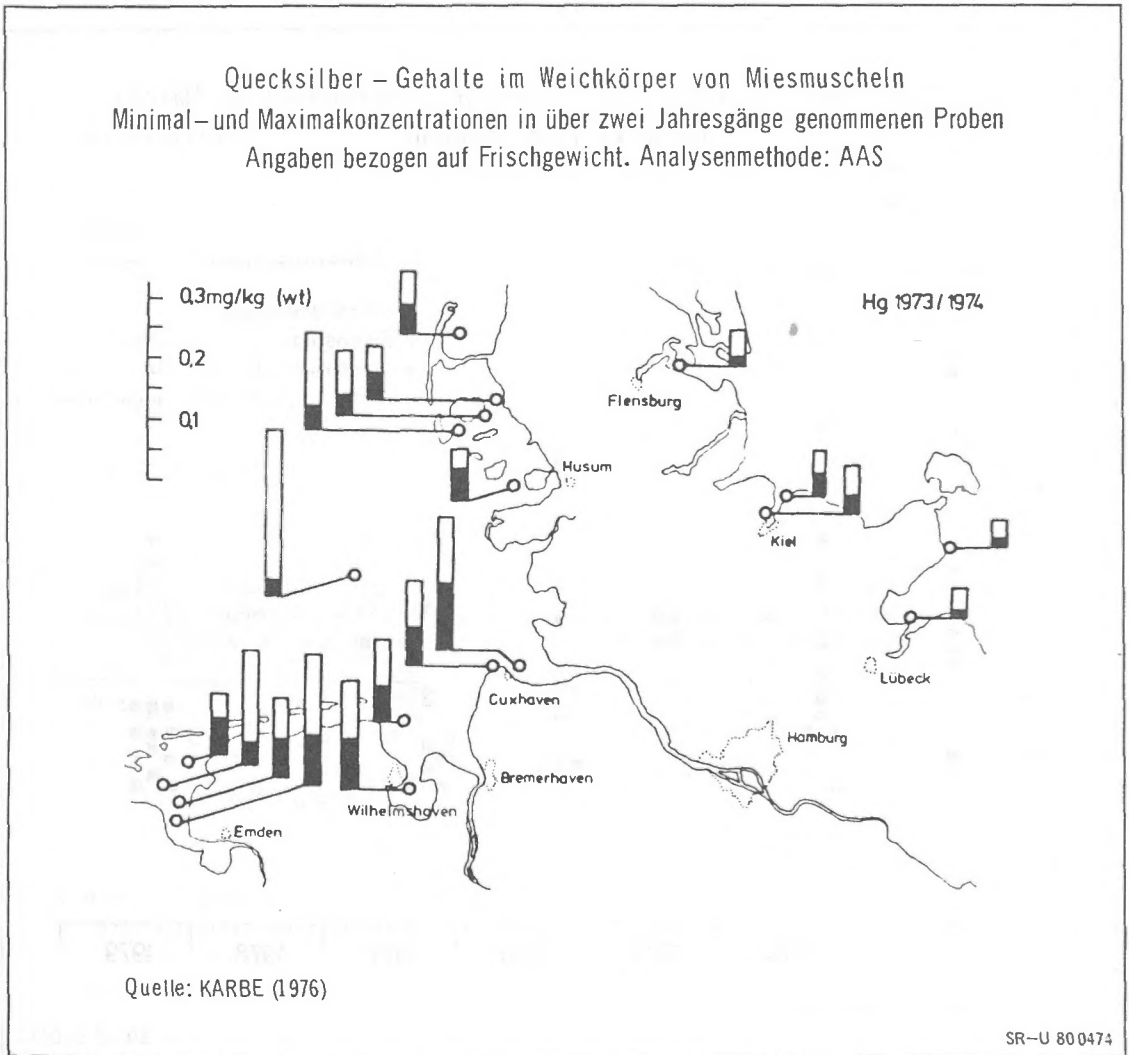 Quecksilber – Gehalte im Weichkörper von Miesmuscheln
Minimal– und Maximalkonzentrationen in über zwei Jahresgänge genommenen Proben
Angaben bezogen auf Frischgewicht. Analysenmethode: AAS
0,3mg/kg (wt)
Hg 1973/1974
0,2
0,1
Flensburg
Husum
Kiel
Lübeck
Cuxhaven
Hamburg
Bremerhaven
Wilhelmshaven
Emden
Quelle: KARBE (1976)
SR–U 80 0474